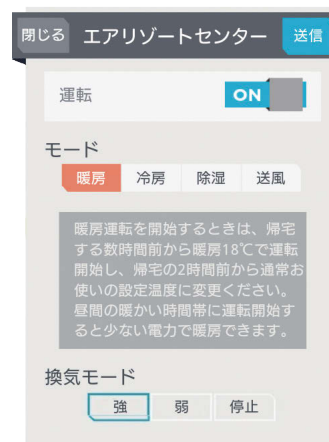 閉じる エアリゾートセンター 送信
運転 ON
モード
暖房 冷房 除湿 送風
暖房運転を開始するときは、帰宅
する数時間前から暖房18℃で運転
開始し、帰宅の2時間前から通常お
使いの設定温度に変更ください。
昼間の暖かい時間帯に運転開始す
ると少ない電力で暖房できます。
換気モード
強 弱 停止